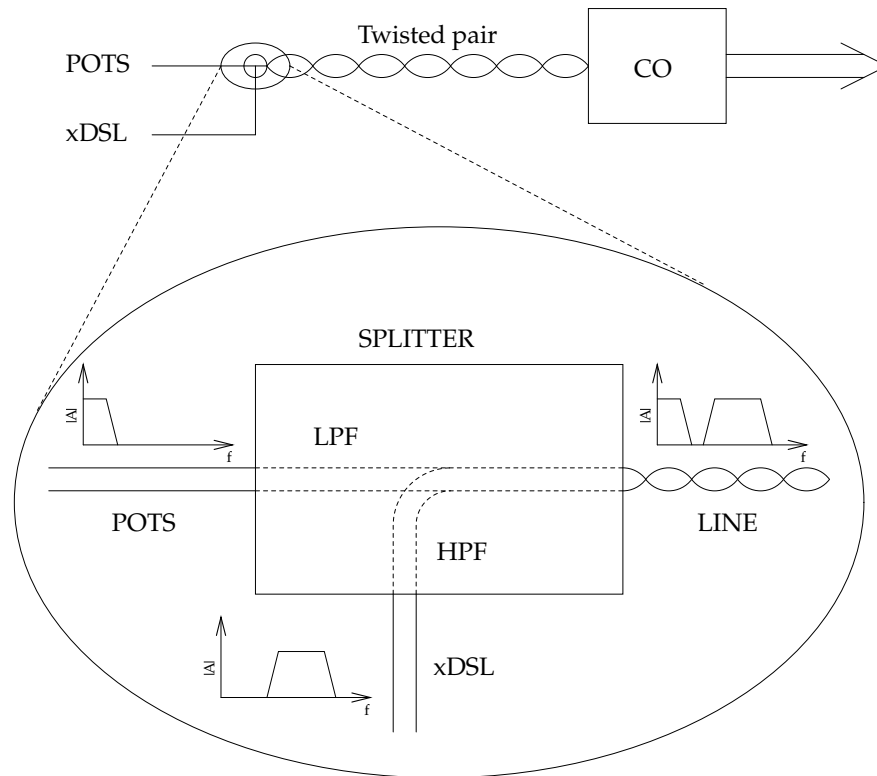 Twisted pair
POTS
CO
xDSL
SPLITTER
|A|
f
LPF
|A|
f
POTS
LINE
HPF
|A|
f
xDSL